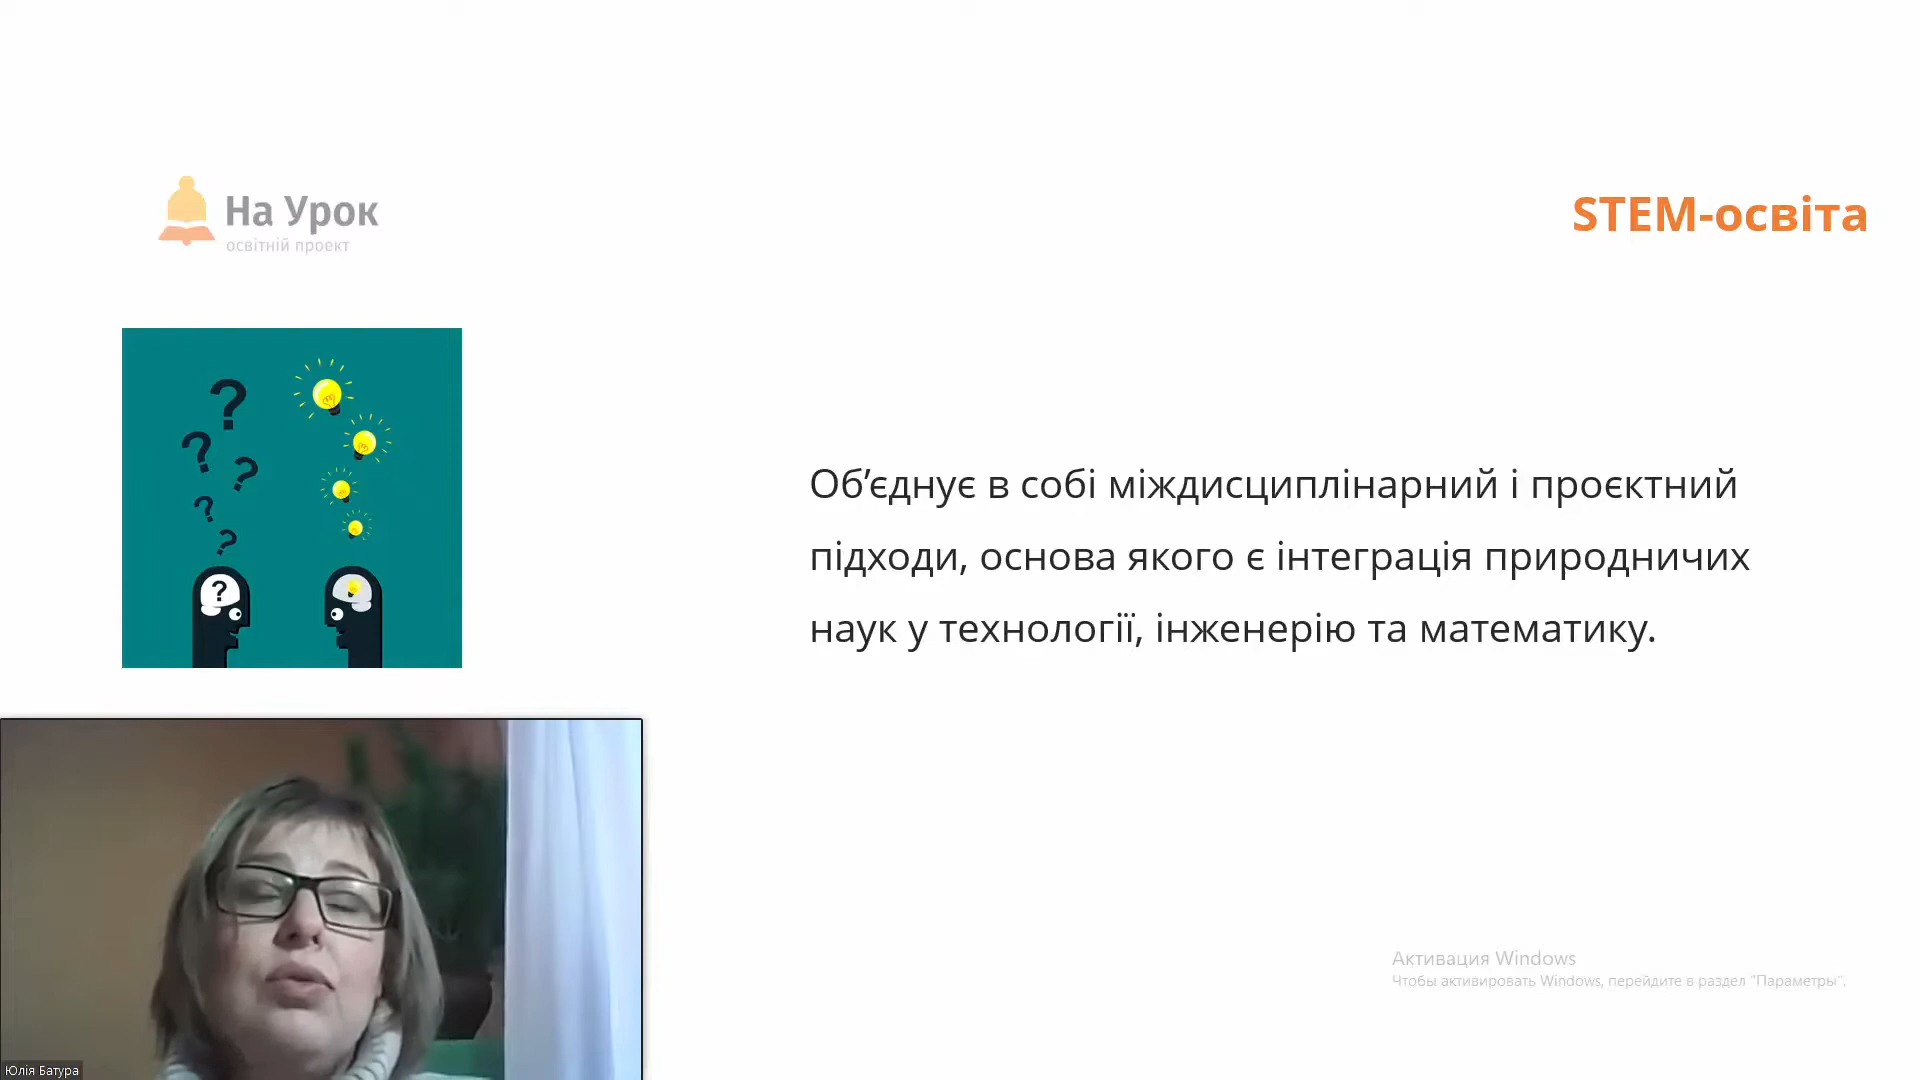 На Урок
освітній проект
STEM-освіта
?
?
?
?
?
?
Об’єднує в собі міждисциплінарний і проєктний
підходи, основа якого є інтеграція природничих
наук у технології, інженерію та математику.
Активация Windows
Чтобы активировать Windows, перейдите в раздел "Параметры".
Юлія Батура